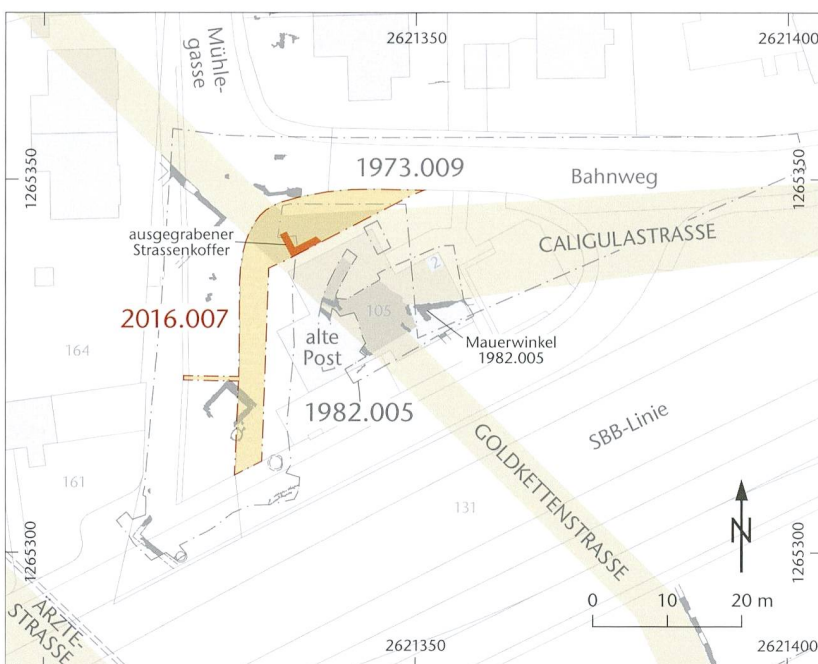 2621350
2621400
Mühle-
gasse
1265350
1265350
1973.009
Bahnweg
ausgegrabener
Strassenkoffer
CALIGULASTRASSE
2
2016.007
105
164
alte
Post
Mauerwinkel
1982.005
1982.005
SBB-Linie
GOLDKETTENSTRASSE
161
131
N
1265300
1265300
0 10 20 m
ÄRZTE-
STRASSE
2621350
2621400